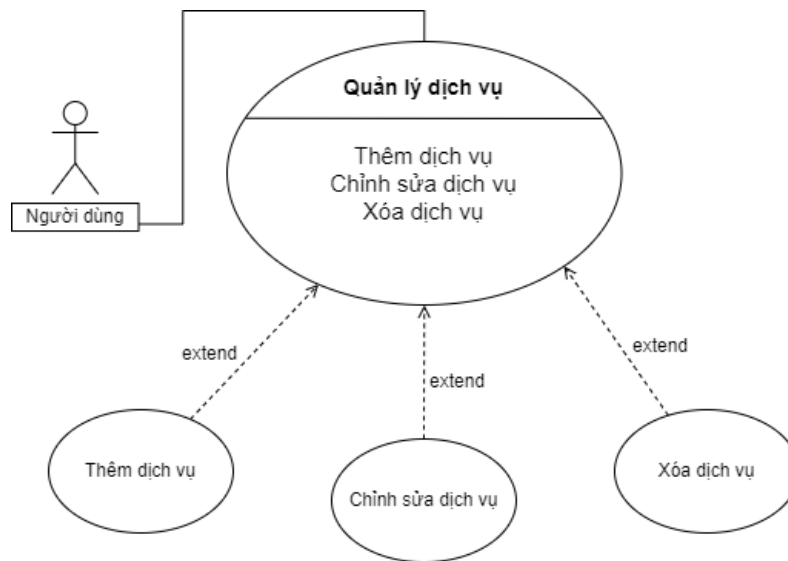 Quản lý dịch vụ
Thêm dịch vụ
Chỉnh sửa dịch vụ
Xóa dịch vụ
Người dùng
extend
extend
extend
Thêm dịch vụ
Chỉnh sửa dịch vụ
Xóa dịch vụ